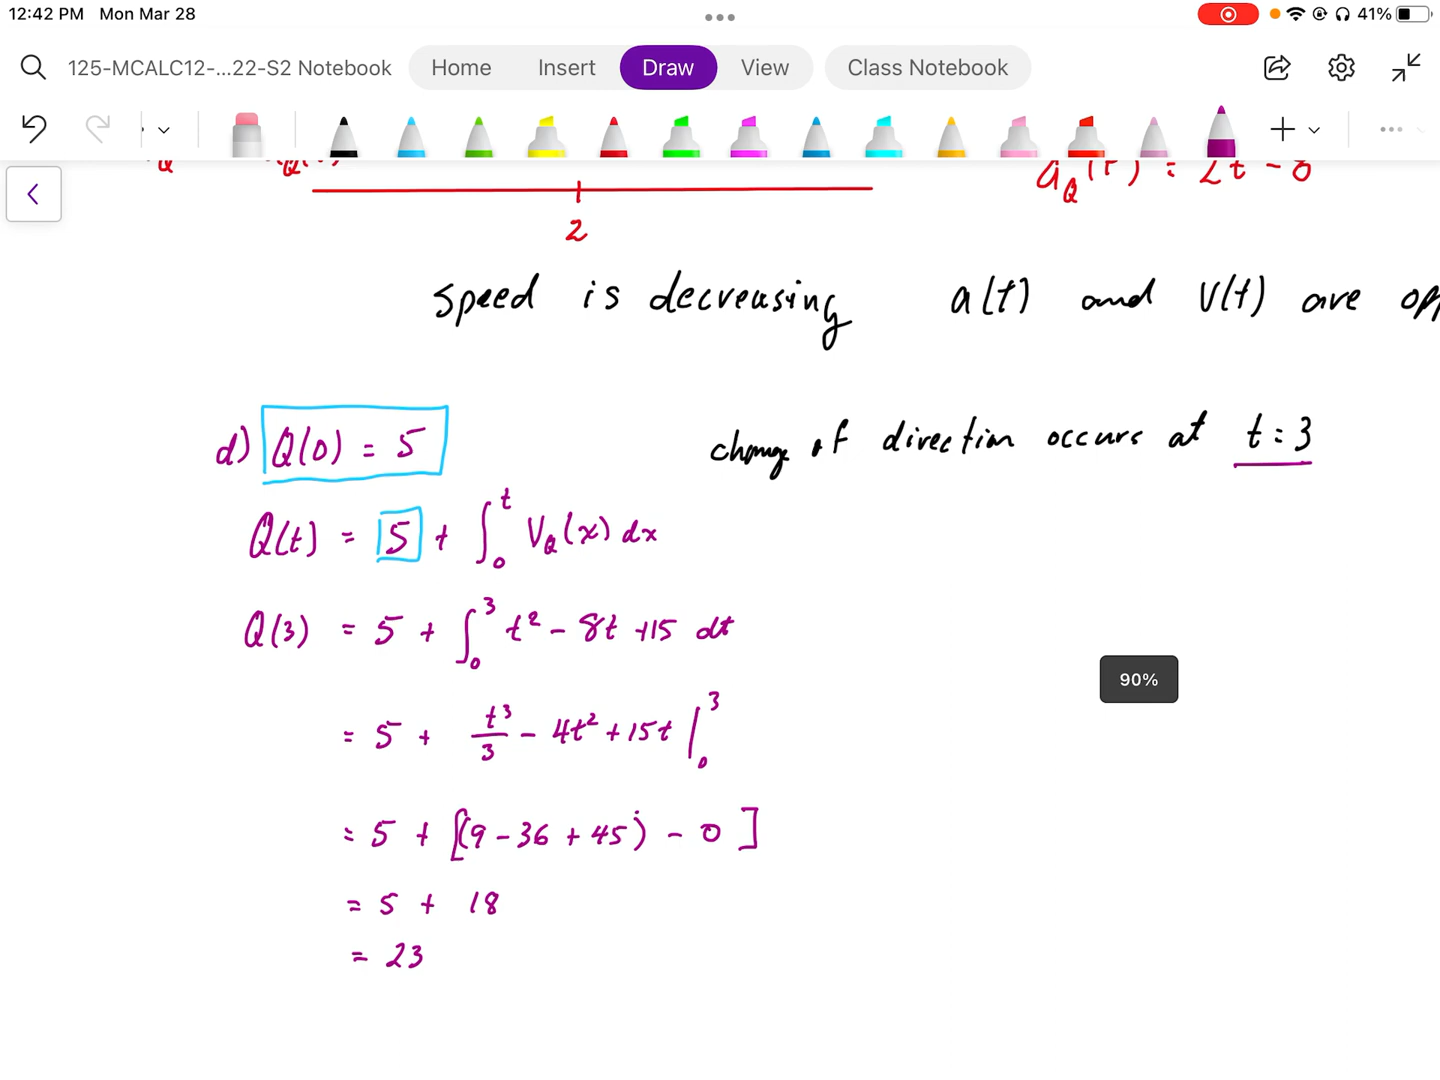 12:42 PM Mon Mar 28
41%
125-MCALC12-...22-S2 Notebook Home Insert Draw View Class Notebook
2
speed is decreasing a(t) and v(t) are opp
d) Q(0) = 5
change of direction occurs at t = 3
Q(t) = 5 + ∫₀ᵗ V_Q(x) dx
Q(3) = 5 + ∫₀³ t² - 8t + 15 dt
90%
= 5 + t³/3 - 4t² + 15t |₀³
= 5 + [(9 - 36 + 45) - 0]
= 5 + 18
= 23